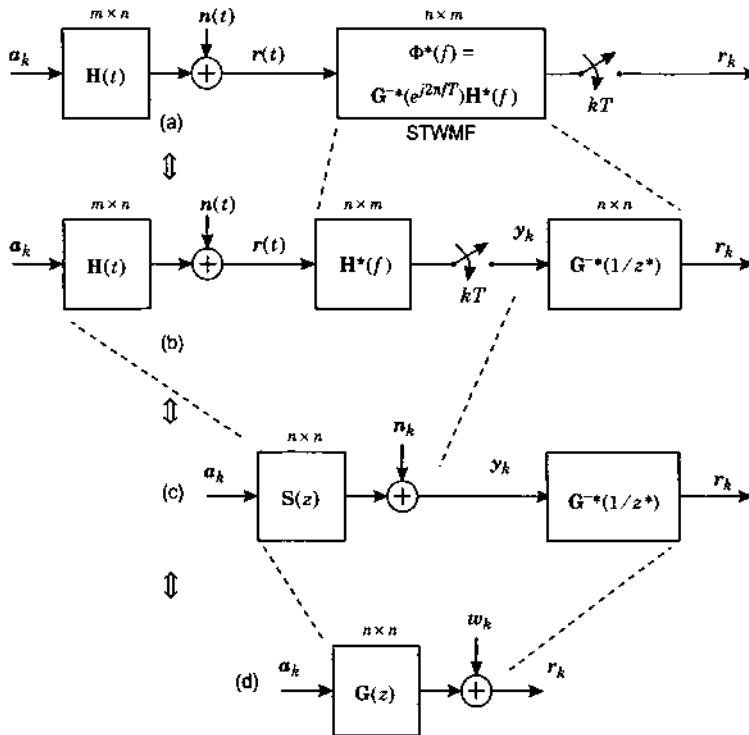 m × n
n(t)
n × m
a_k
H(t)
+
r(t)
Φ*(f) =
G^{-*}(e^{j2πfT})H*(f)
kT
r_k
(a)
STWMF
⇕
m × n
n(t)
n × m
n × n
a_k
H(t)
+
r(t)
H*(f)
kT
y_k
G^{-*}(1/z*)
r_k
(b)
⇕
n × n
n_k
(c)
a_k
S(z)
+
y_k
G^{-*}(1/z*)
r_k
⇕
n × n
w_k
(d)
a_k
G(z)
+
r_k